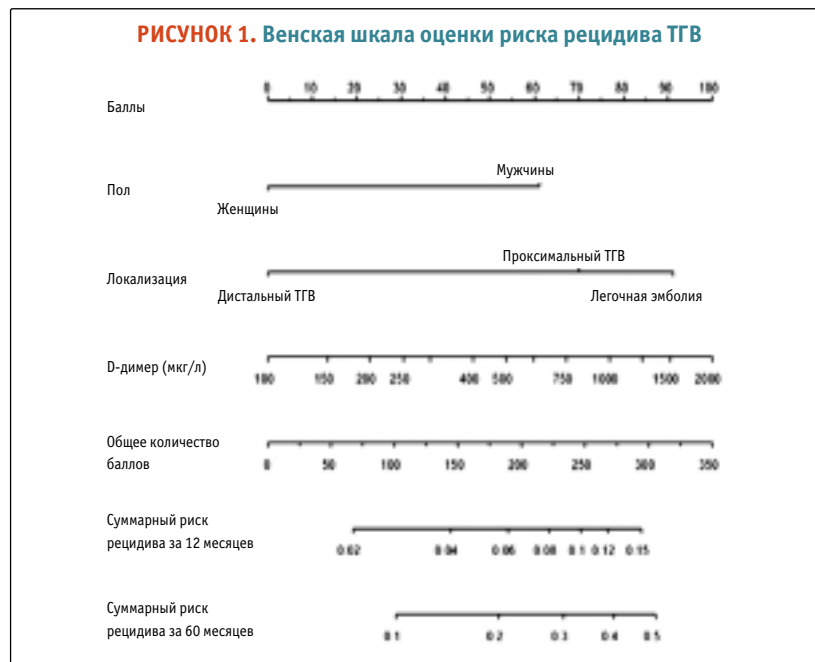 РИСУНОК 1. Венская шкала оценки риска рецидива ТГВ
0 10 20 30 40 50 60 70 80 90 100
Баллы
Мужчины
Пол
Женщины
Проксимальный ТГВ
Локализация
Дистальный ТГВ Легочная эмболия
D-димер (мкг/л)
100 150 200 250 400 500 750 1000 1500 2000
Общее количество
баллов
0 50 100 150 200 250 300 350
Суммарный риск
рецидива за 12 месяцев
0.02 0.04 0.06 0.08 0.1 0.12 0.15
Суммарный риск
рецидива за 60 месяцев
0.1 0.2 0.3 0.4 0.5